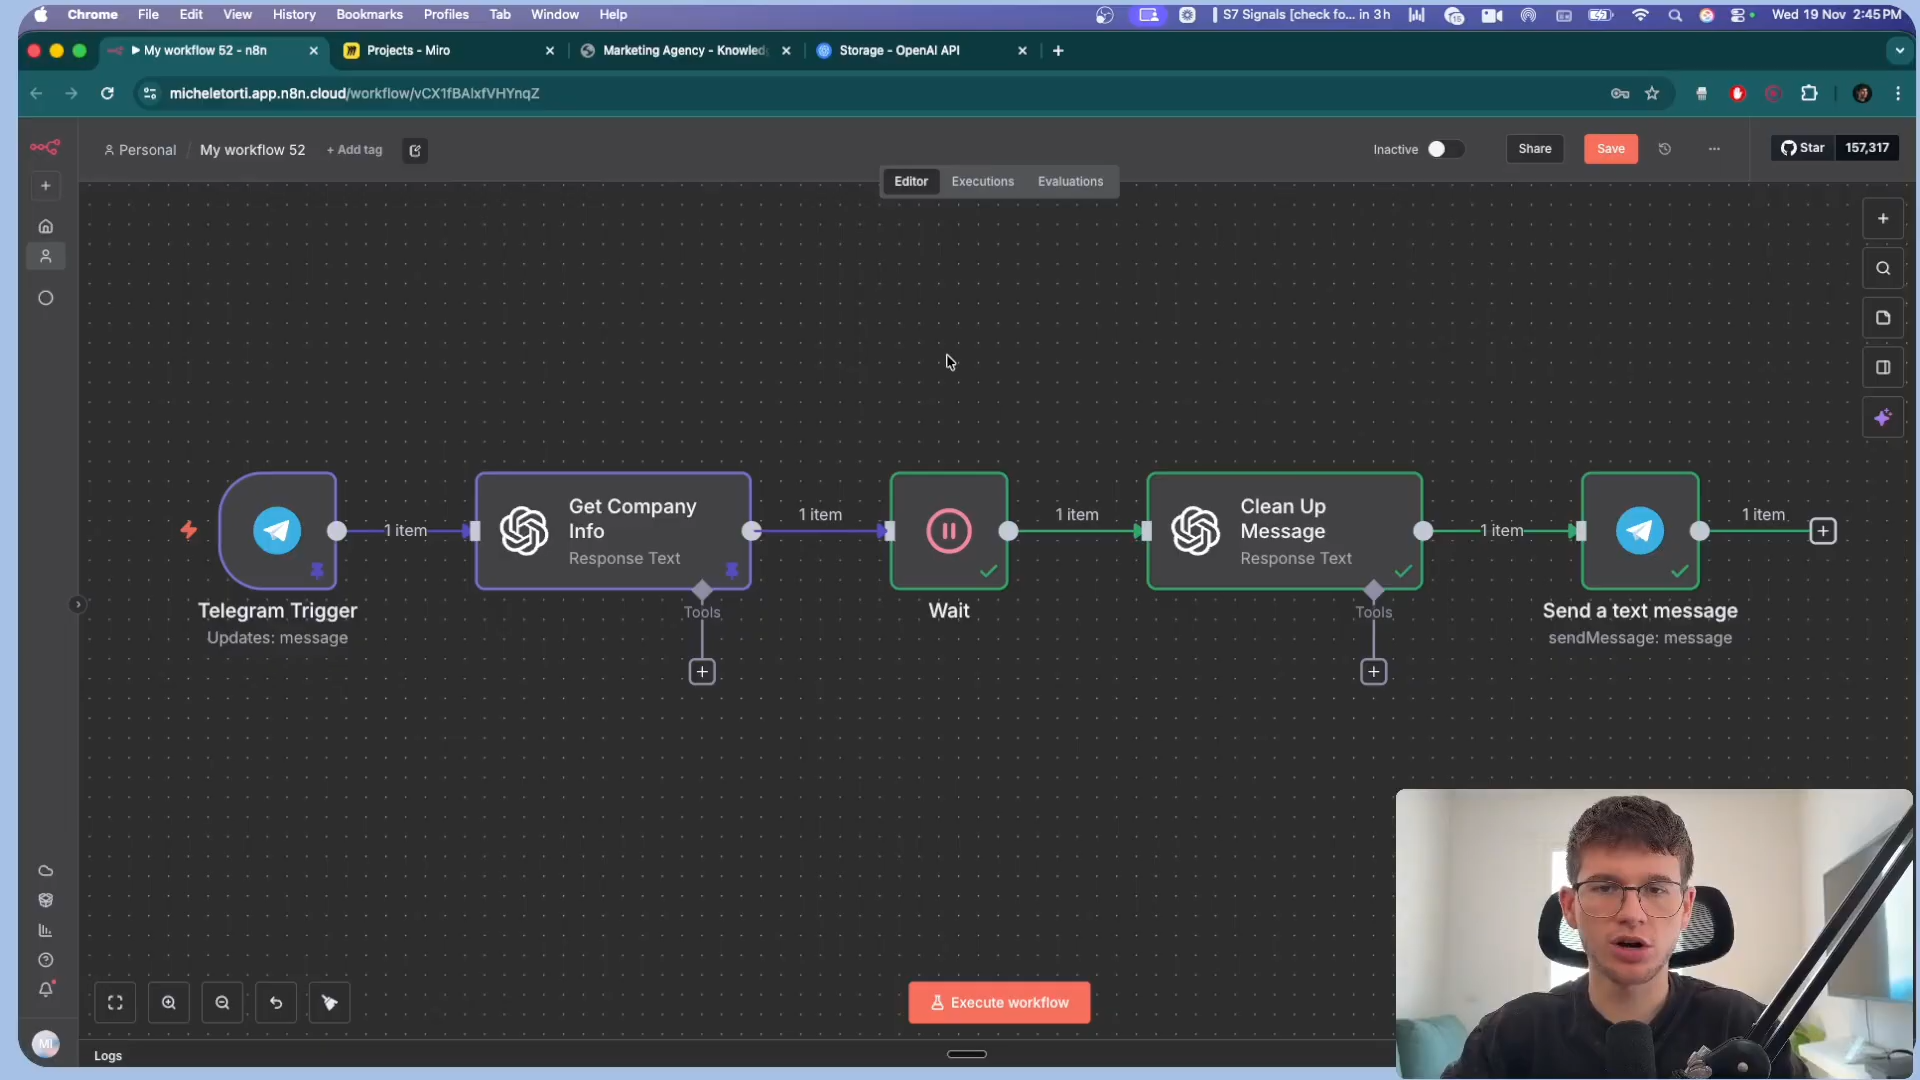 Chrome File Edit View History Bookmarks Profiles Tab Window Help
S7 Signals [check fo... in 3 h
15
Wed 19 Nov 2:45 PM
My workflow 52 - n8n
Projects - Miro
Marketing Agency - Knowled
Storage - OpenAI API
micheletorti.app.n8n.cloud/workflow/vCX1fBAlxfVHYnqZ
Personal / My workflow 52 + Add tag
Inactive
Share
Save
Star 157,317
Editor Executions Evaluations
1 item
Get Company
Info
Response Text
1 item
1 item
Clean Up
Message
Response Text
1 item
1 item
Tools
Tools
Telegram Trigger
Updates: message
Wait
Send a text message
sendMessage: message
Execute workflow
MI
Logs